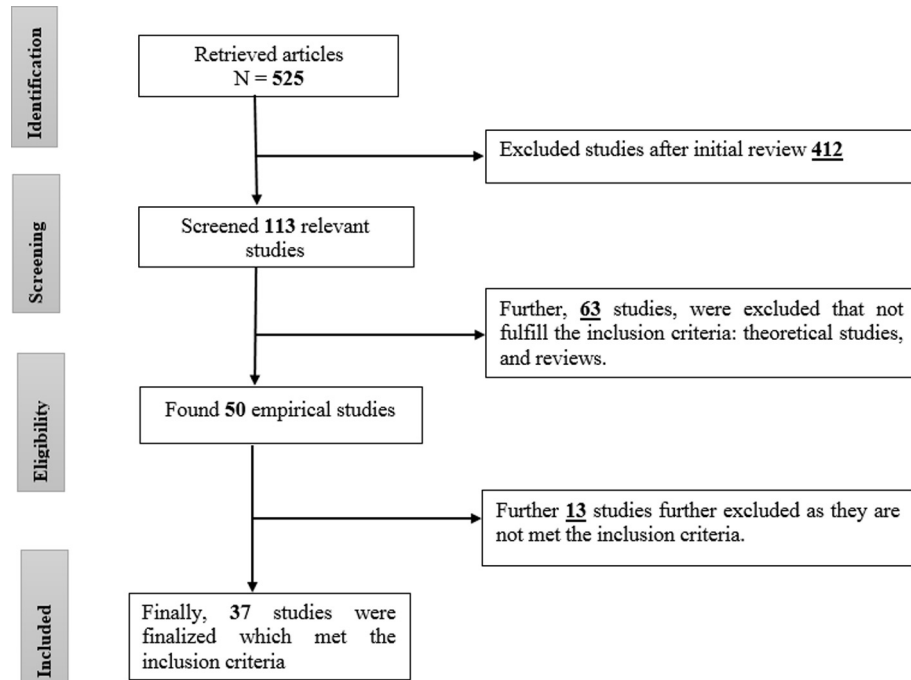 Identification
Retrieved articles
N = 525
Excluded studies after initial review 412
Screening
Screened 113 relevant
studies
Further, 63 studies, were excluded that not
fulfill the inclusion criteria: theoretical studies,
and reviews.
Eligibility
Found 50 empirical studies
Further 13 studies further excluded as they are
not met the inclusion criteria.
Included
Finally, 37 studies were
finalized which met the
inclusion criteria